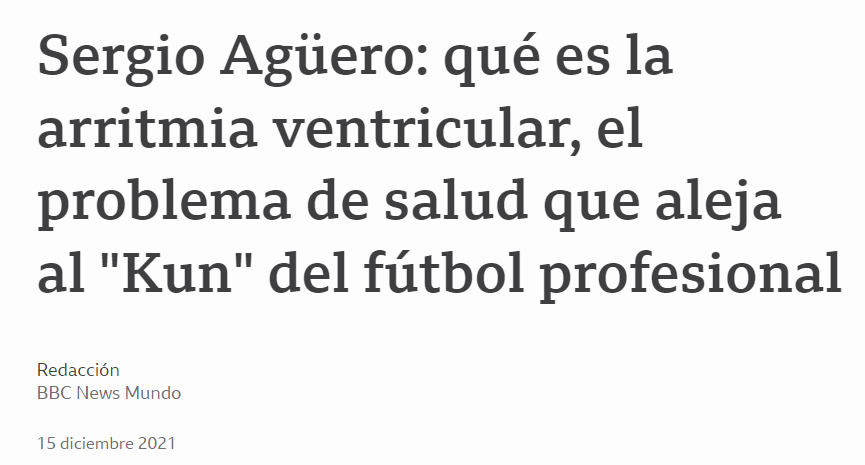 Sergio Agüero: qué es la
arritmia ventricular, el
problema de salud que aleja
al "Kun" del fútbol profesional
Redacción
BBC News Mundo
15 diciembre 2021